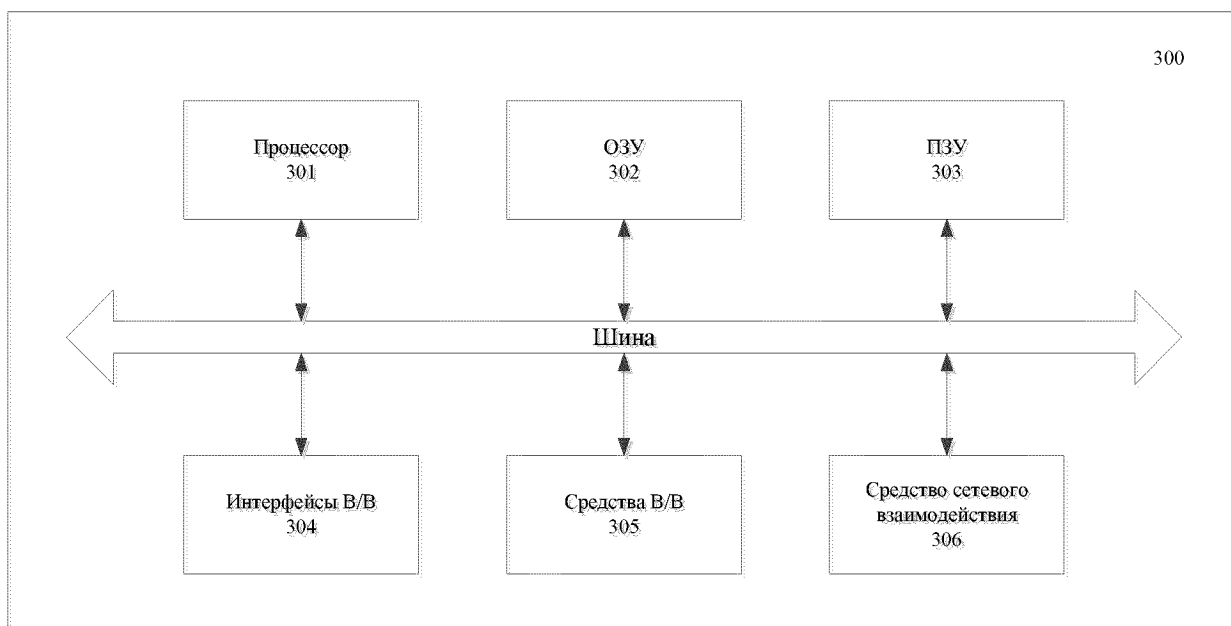 300
Процессор
301
ОЗУ
302
ПЗУ
303
Шина
Интерфейсы В/В
304
Средства В/В
305
Средство сетевого
взаимодействия
306